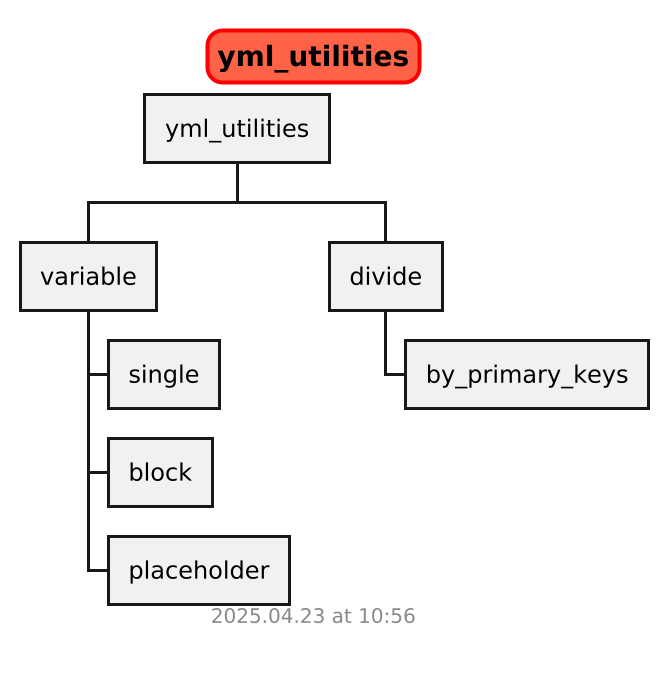 yml_utilities
yml_utilities
variable
divide
single
by_primary_keys
block
placeholder
2025.04.23 at 10:56